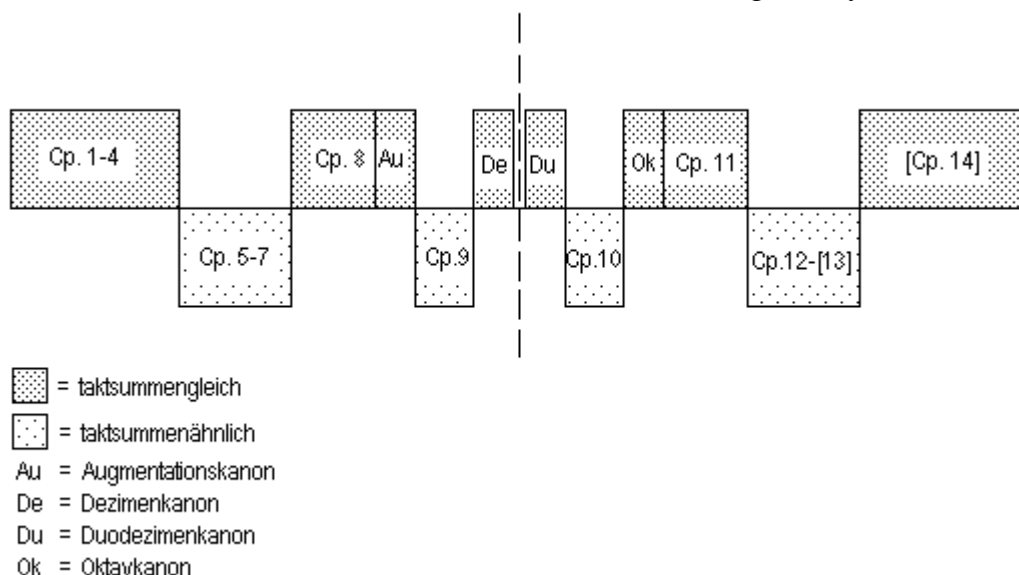 Cp. 1-4
Cp. 8
Au
De
Du
Ok
Cp. 11
[Cp. 14]
Cp. 5-7
Cp.9
Cp.10
Cp.12-[13]
= taktsummengleich
= taktsummenähnlich
Au = Augmentationskanon
De = Dezimenkanon
Du = Duodezimenkanon
Ok = Oktavkanon